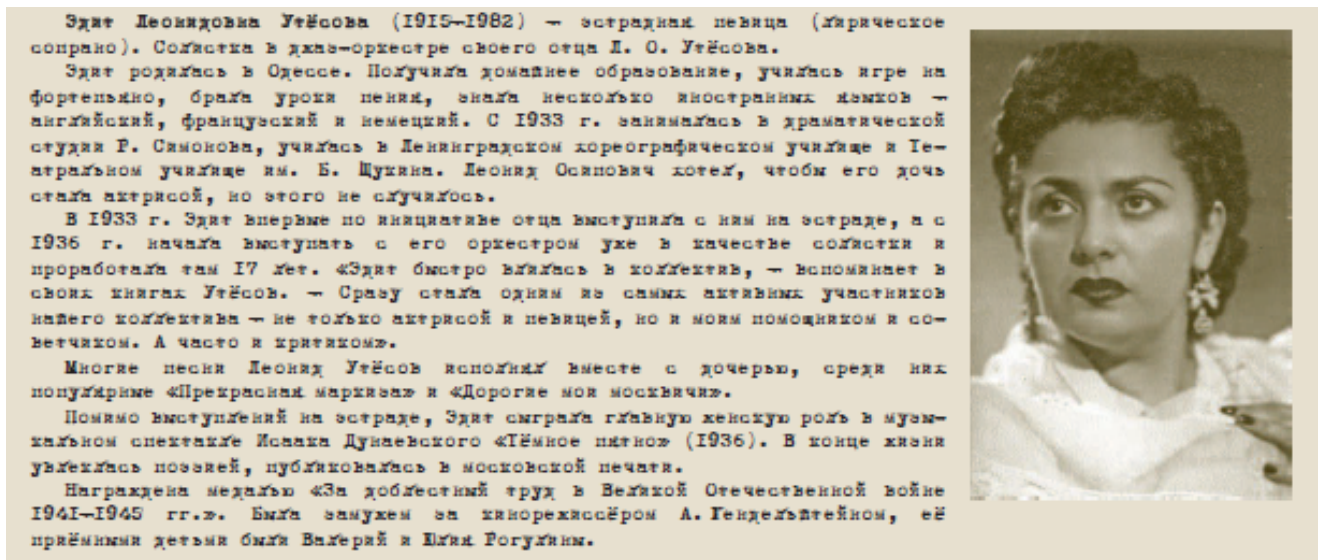 Эдит Леонидовна Утёсова (1915–1982) — эстрадная певица (лирическое
сопрано). Солистка в джаз-оркестре своего отца Л. О. Утёсова.
Эдит родилась в Одессе. Получила домашнее образование, училась игре на
фортепьяно, брала уроки пения, знала несколько иностранных языков —
английский, французский и немецкий. С 1933 г. занималась в драматической
студии Р. Симонова, училась в Ленинградском хореографическом училище и Те-
атральном училище им. Б. Щукина. Леонид Осипович хотел, чтобы его дочь
стала актрисой, но этого не случилось.
В 1933 г. Эдит впервые по инициативе отца выступила с ним на эстраде, а с
1936 г. начала выступать с его оркестром уже в качестве солистки и
проработала там 17 лет. «Эдит быстро влилась в коллектив, — вспоминает в
своих книгах Утёсов. — Сразу стала одним из самых активных участников
нашего коллектива — не только актрисой и певицей, но и моим помощником и со-
ветчиком. А часто и критиком».
Многие песни Леонид Утёсов исполнял вместе с дочерью, среди них
популярные «Прекрасная маркиза» и «Дорогие мои москвичи».
Помимо выступлений на эстраде, Эдит сыграла главную женскую роль в музы-
кальном спектакле Исаака Дунаевского «Тёмное пятно» (1936). В конце жизни
увлеклась поэзией, публиковалась в московской печати.
Награждена медалью «За доблестный труд в Великой Отечественной войне
1941–1945 гг.». Была замужем за кинорежиссёром А. Гендельштейном, её
приёмными детьми были Валерий и Юлия Рогулины.